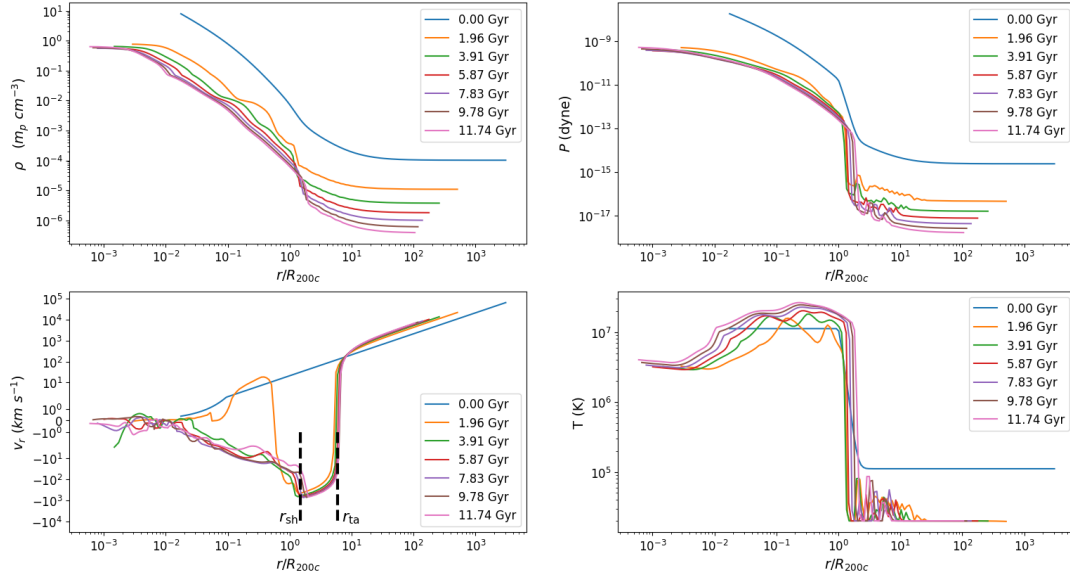 10¹
10⁰
10⁻¹
10⁻²
10⁻³
10⁻⁴
10⁻⁵
10⁻⁶
ρ (mₚ cm⁻³)
10⁻³ 10⁻² 10⁻¹ 10⁰ 10¹ 10² 10³
r/R₂₀₀c
0.00 Gyr
1.96 Gyr
3.91 Gyr
5.87 Gyr
7.83 Gyr
9.78 Gyr
11.74 Gyr
10⁻⁹
10⁻¹¹
10⁻¹³
10⁻¹⁵
10⁻¹⁷
P (dyne)
10⁻³ 10⁻² 10⁻¹ 10⁰ 10¹ 10² 10³
r/R₂₀₀c
0.00 Gyr
1.96 Gyr
3.91 Gyr
5.87 Gyr
7.83 Gyr
9.78 Gyr
11.74 Gyr
10⁵
10⁴
10³
10²
10¹
10⁰
0
−10⁰
−10¹
−10²
−10³
−10⁴
vᵣ (km s⁻¹)
r_sh r_ta
10⁻³ 10⁻² 10⁻¹ 10⁰ 10¹ 10² 10³
r/R₂₀₀c
0.00 Gyr
1.96 Gyr
3.91 Gyr
5.87 Gyr
7.83 Gyr
9.78 Gyr
11.74 Gyr
10⁷
10⁶
10⁵
T (K)
10⁻³ 10⁻² 10⁻¹ 10⁰ 10¹ 10² 10³
r/R₂₀₀c
0.00 Gyr
1.96 Gyr
3.91 Gyr
5.87 Gyr
7.83 Gyr
9.78 Gyr
11.74 Gyr